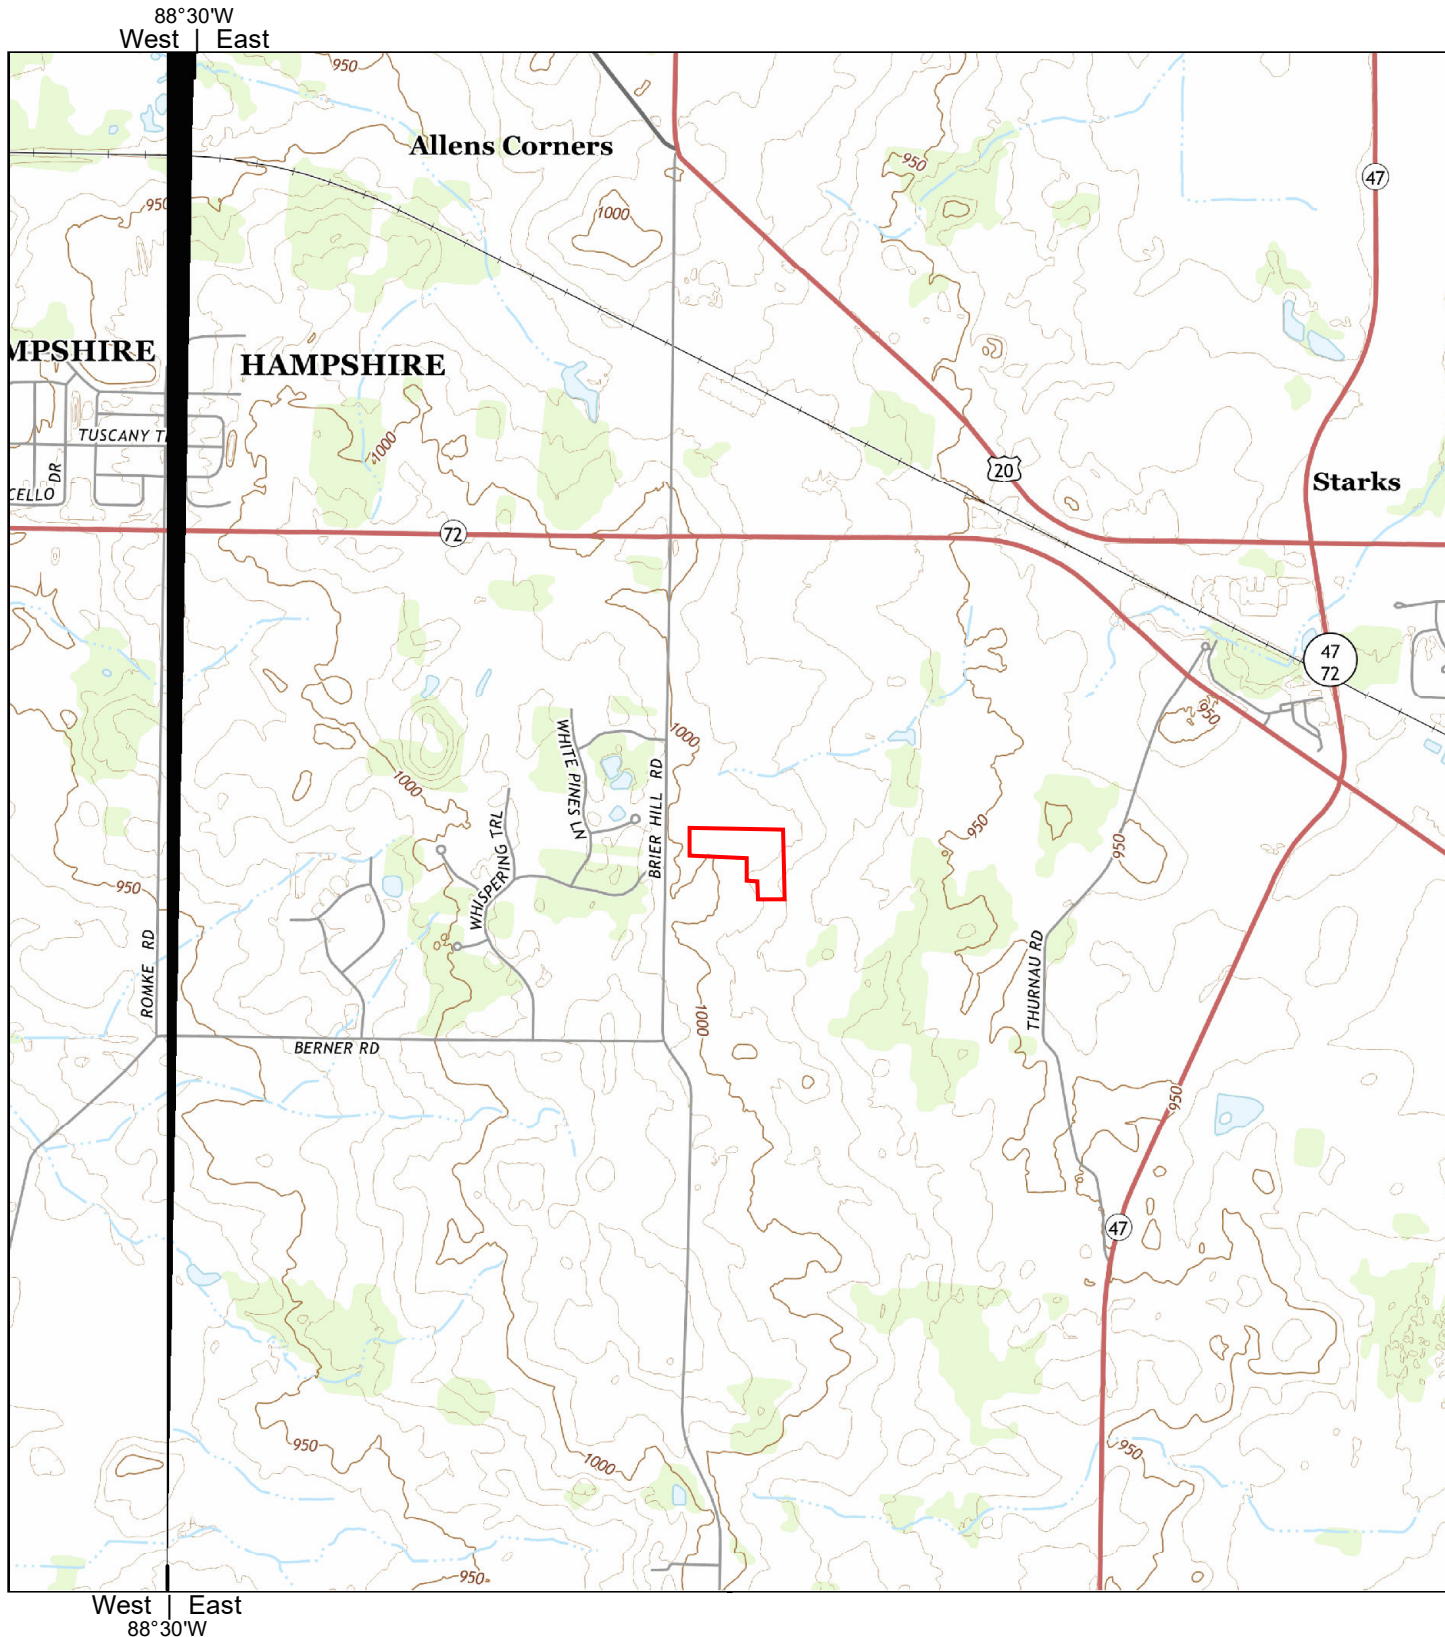 88°30'W
West | East
950
Allens Corners
950
47
950
1000
MPSHIRE
HAMPSHIRE
TUSCANY T
1000
CELLO DR
20
Starks
72
47
72
950
1000
WHITE PINES LN
1000
BRIER HILL RD
WHISPERING TRL
950
950
950
ROMKE RD
THURNAU RD
1000
BERNER RD
950
47
950
950
1000
950
West | East
88°30'W